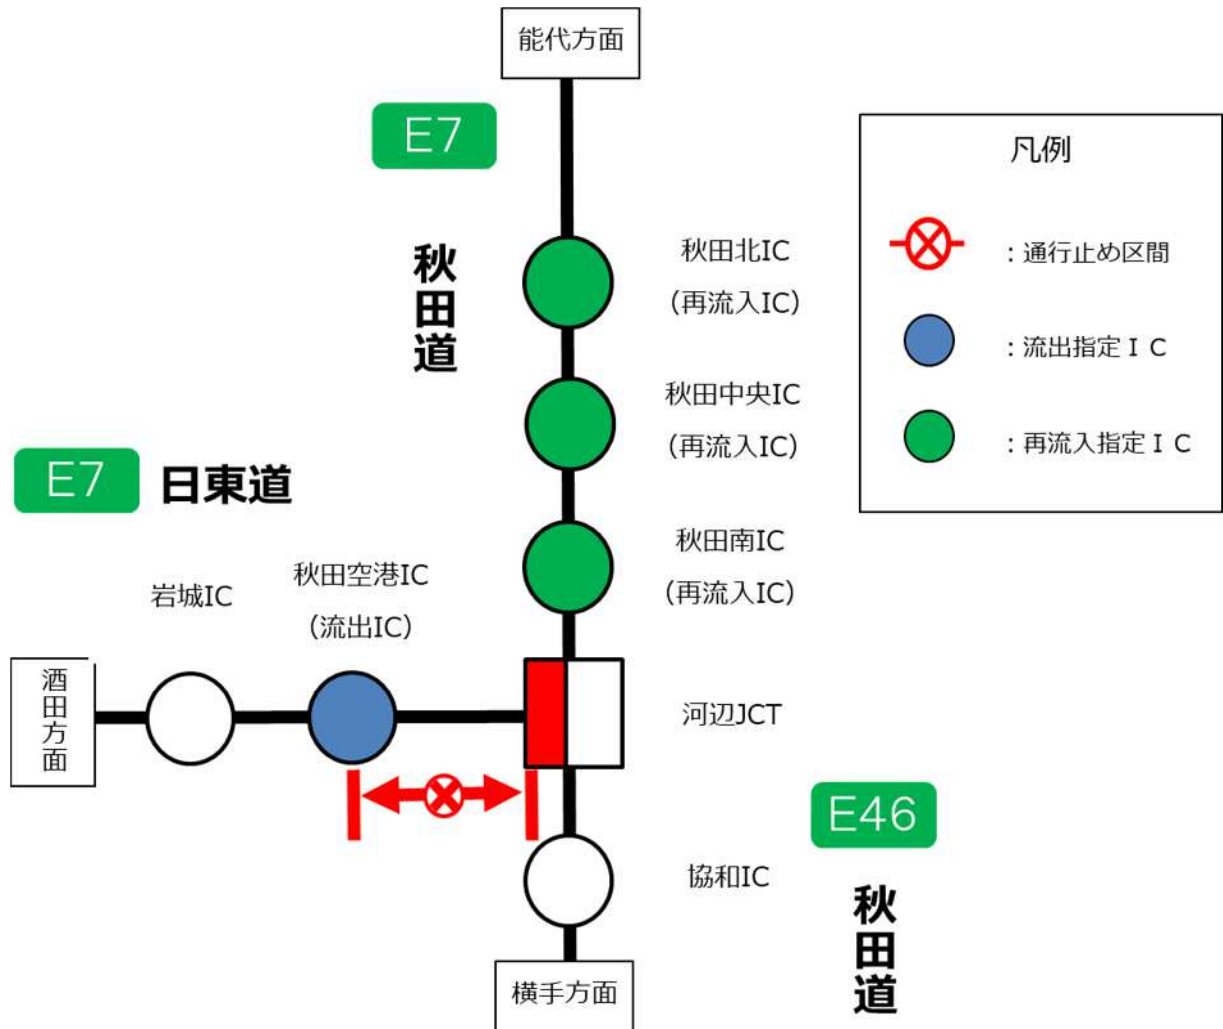 能代方面
E7
秋田道
凡例
：通行止め区間
：流出指定ＩＣ
：再流入指定ＩＣ
秋田北IC
（再流入IC）
秋田中央IC
（再流入IC）
秋田南IC
（再流入IC）
E7 日東道
岩城IC
秋田空港IC
（流出IC）
酒田方面
河辺JCT
E46
秋田道
協和IC
横手方面